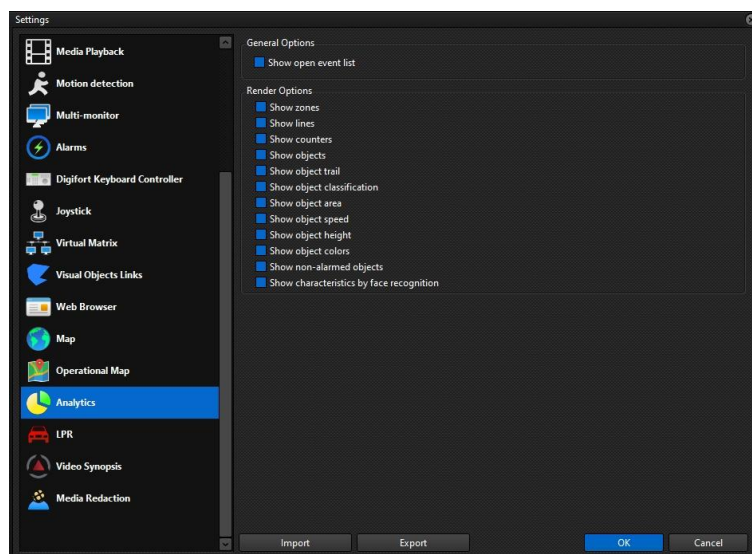 Settings
Media Playback
Motion detection
Multi-monitor
Alarms
Digifort Keyboard Controller
Joystick
Virtual Matrix
Visual Objects Links
Web Browser
Map
Operational Map
Analytics
LPR
Video Synopsis
Media Redaction
General Options
Show open event list
Render Options
Show zones
Show lines
Show counters
Show objects
Show object trail
Show object classification
Show object area
Show object speed
Show object height
Show object colors
Show non-alarmed objects
Show characteristics by face recognition
Import
Export
OK
Cancel